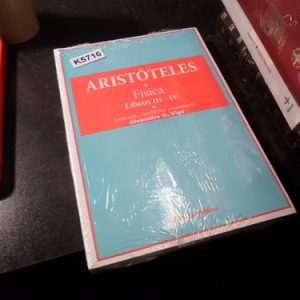 K5716
ARISTÓTELES
Física
Libros III - IV
Alejandro G. Vigo